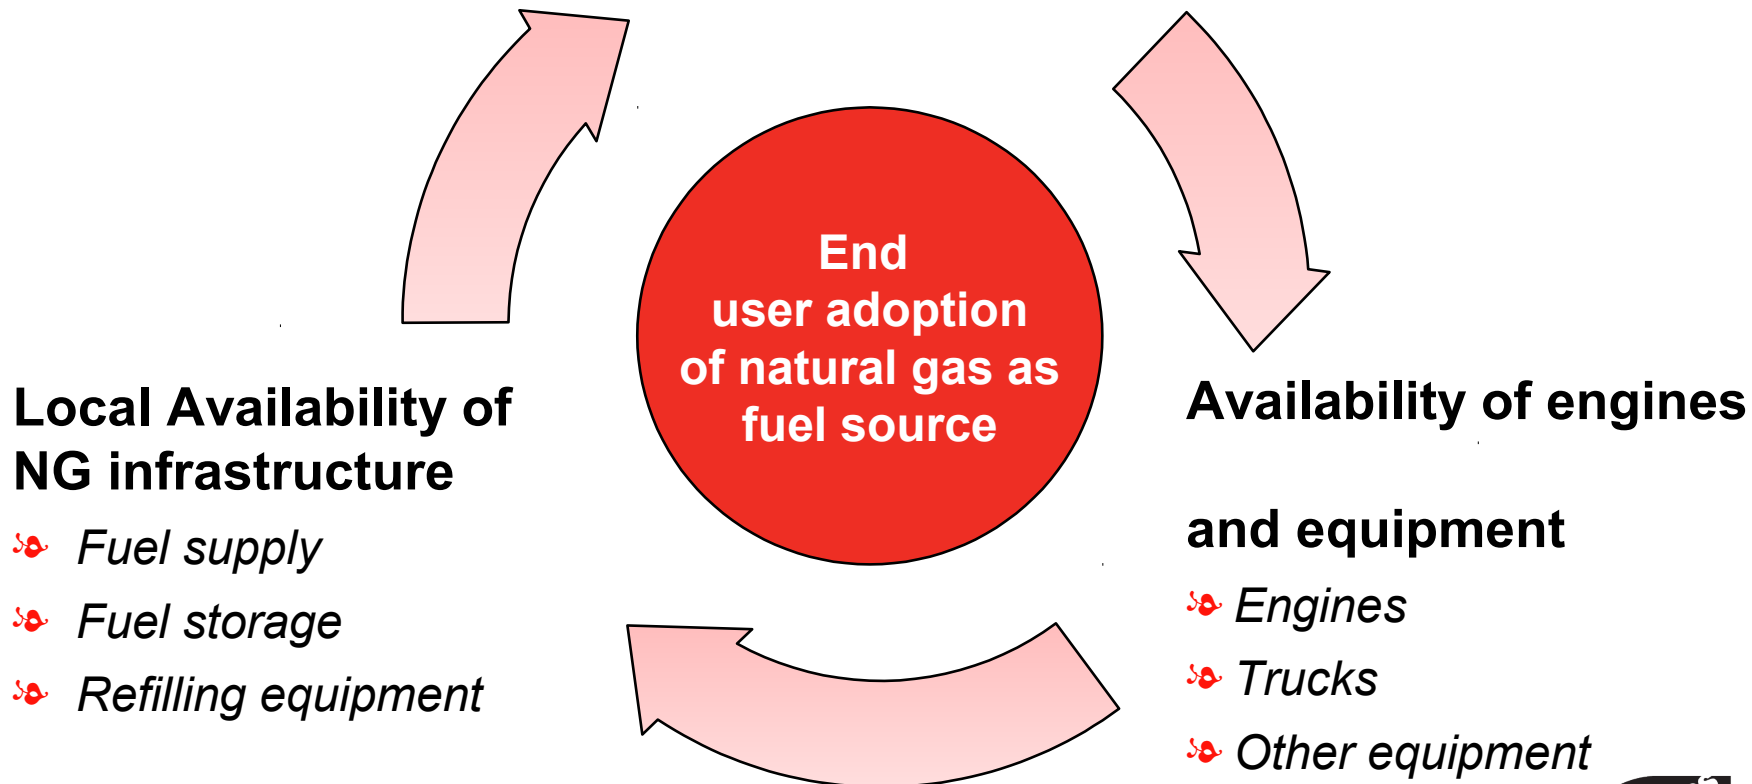 End
user adoption
of natural gas as
fuel source
Local Availability of
NG infrastructure
Fuel supply
Fuel storage
Refilling equipment
Availability of engines
and equipment
Engines
Trucks
Other equipment